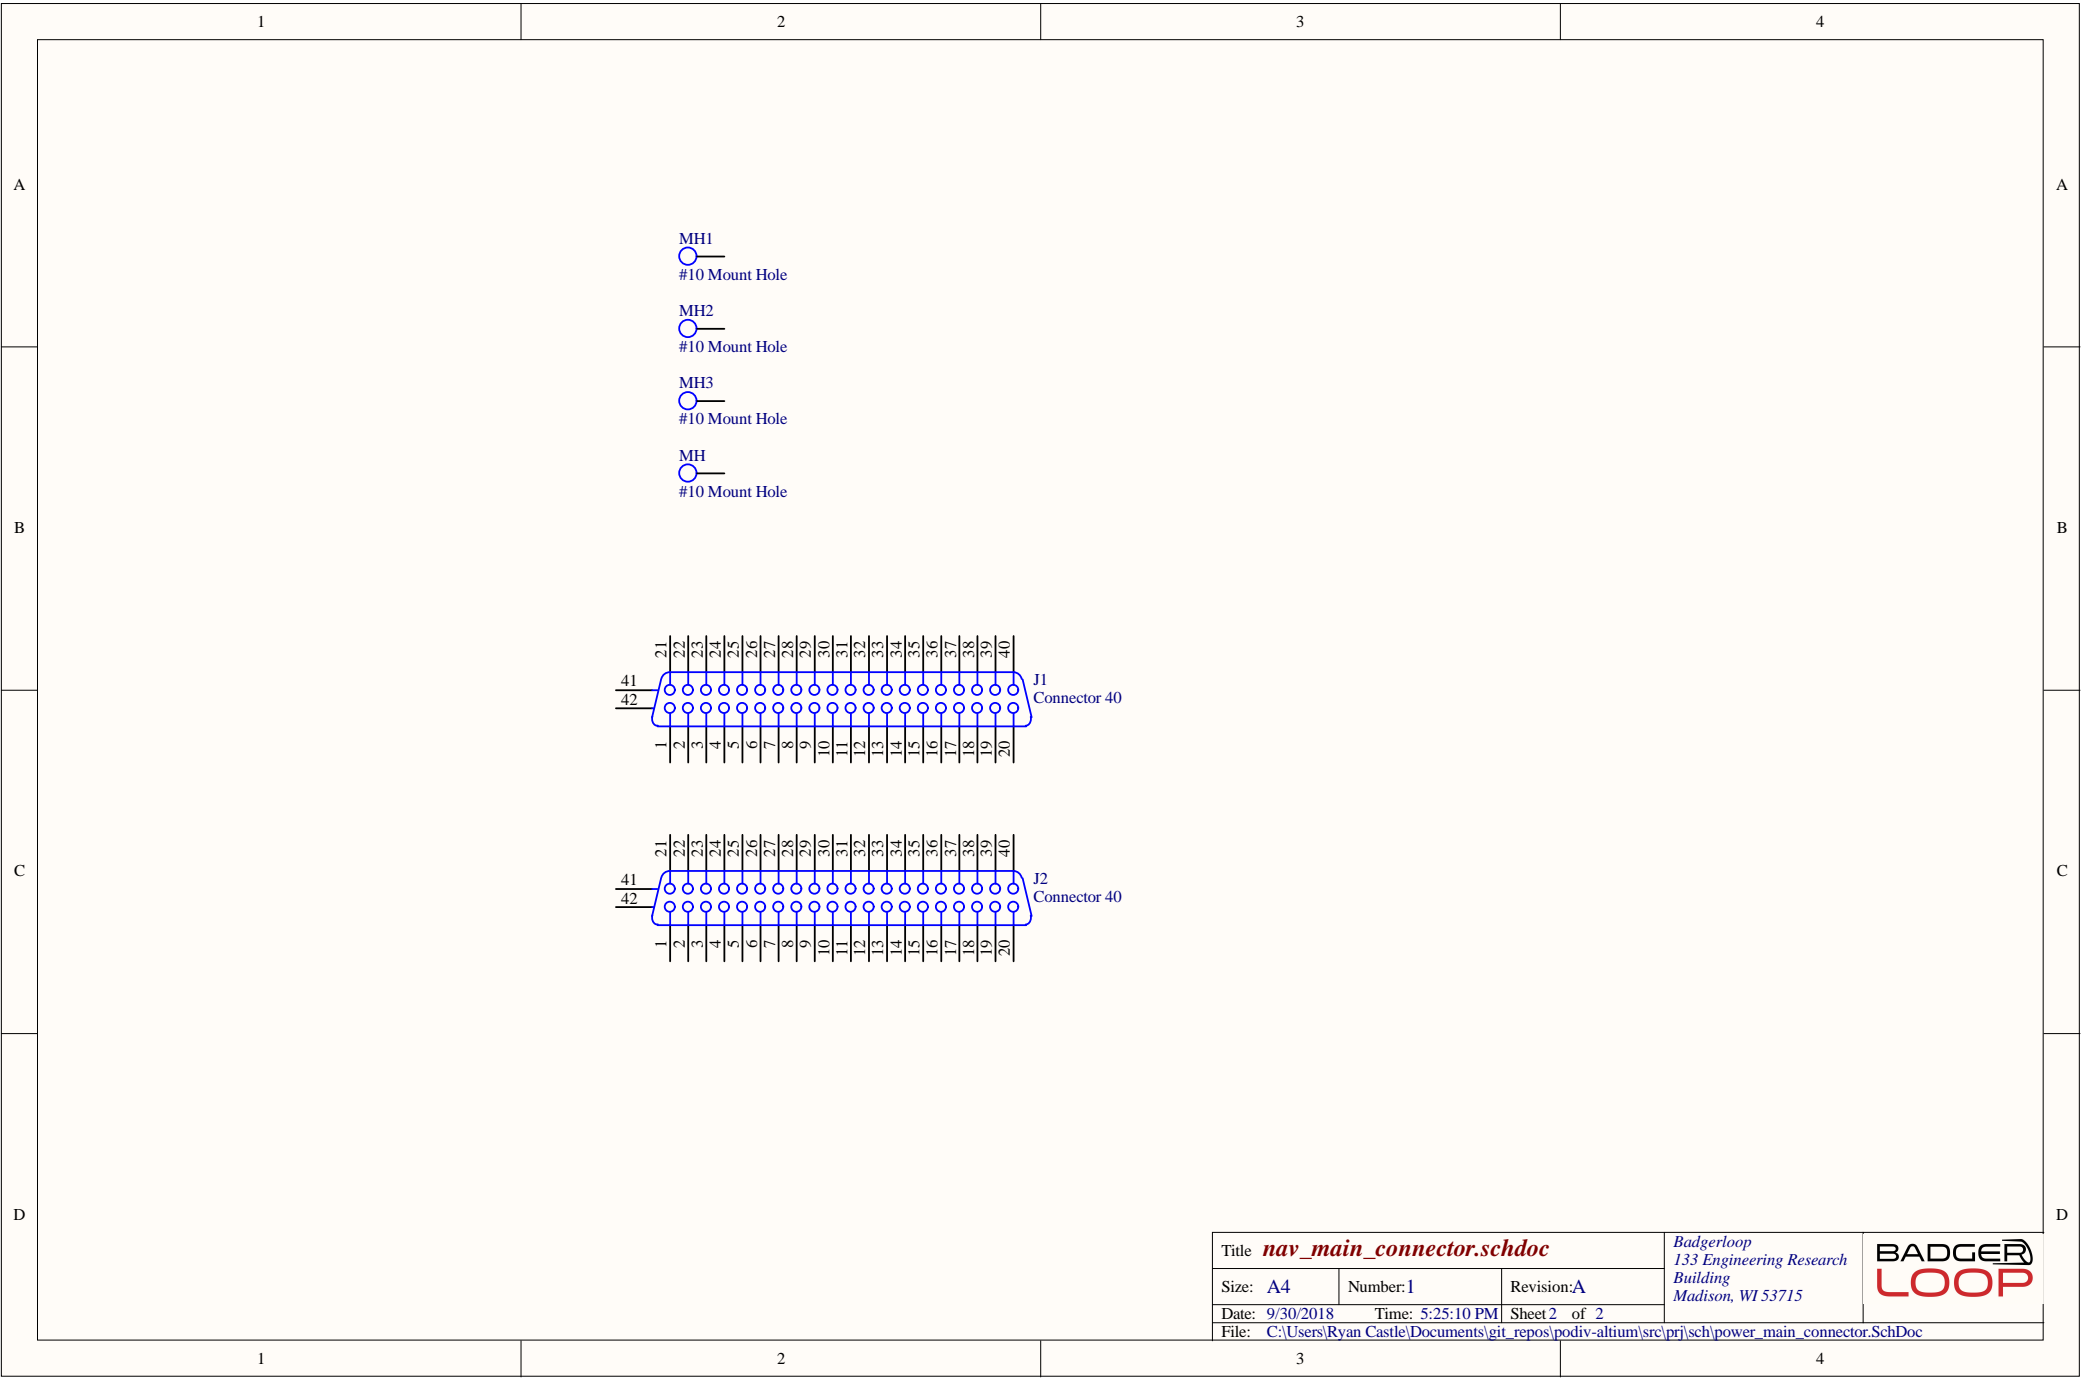 1 2 3 4
A A
MH1
#10 Mount Hole
MH2
#10 Mount Hole
MH3
#10 Mount Hole
MH
#10 Mount Hole
B B
21 22 23 24 25 26 27 28 29 30 31 32 33 34 35 36 37 38 39 40
41
42
J1
Connector 40
1 2 3 4 5 6 7 8 9 10 11 12 13 14 15 16 17 18 19 20
21 22 23 24 25 26 27 28 29 30 31 32 33 34 35 36 37 38 39 40
C C
41
42
J2
Connector 40
1 2 3 4 5 6 7 8 9 10 11 12 13 14 15 16 17 18 19 20
D D
Title nav_main_connector.schdoc
Size: A4 Number:1 Revision:A
Date: 9/30/2018 Time: 5:25:10 PM Sheet 2 of 2
File: C:\Users\Ryan Castle\Documents\git_repos\podiv-altium\src\prj\sch\power_main_connector.SchDoc
Badgerloop
133 Engineering Research
Building
Madison, WI 53715
BADGER
LOOP
1 2 3 4